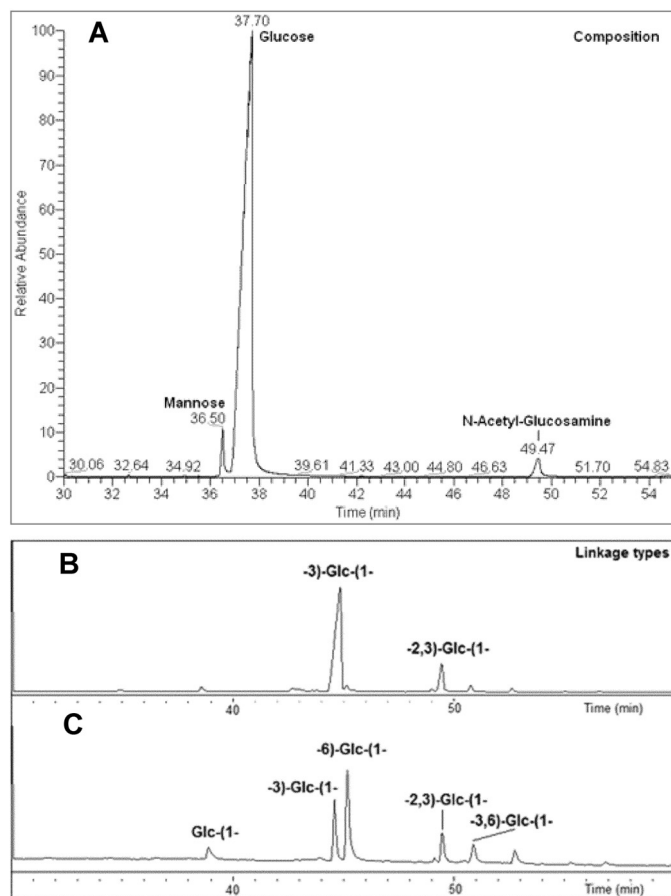 A
37.70
Glucose
Composition
100
90
80
70
60
50
40
30
20
10
0
Relative Abundance
Mannose
36.50
N-Acetyl-Glucosamine
49.47
30.06 32.64 34.92 39.61 41.33 43.00 44.80 46.63 51.70 54.83
30 32 34 36 38 40 42 44 46 48 50 52 54
Time (min)
B
Linkage types
-3)-Glc-(1-
-2,3)-Glc-(1-
40 50 Time (min)
C
-6)-Glc-(1-
-3)-Glc-(1-
-2,3)-Glc-(1-
-3,6)-Glc-(1-
Glc-(1-
40 50 Time (min)